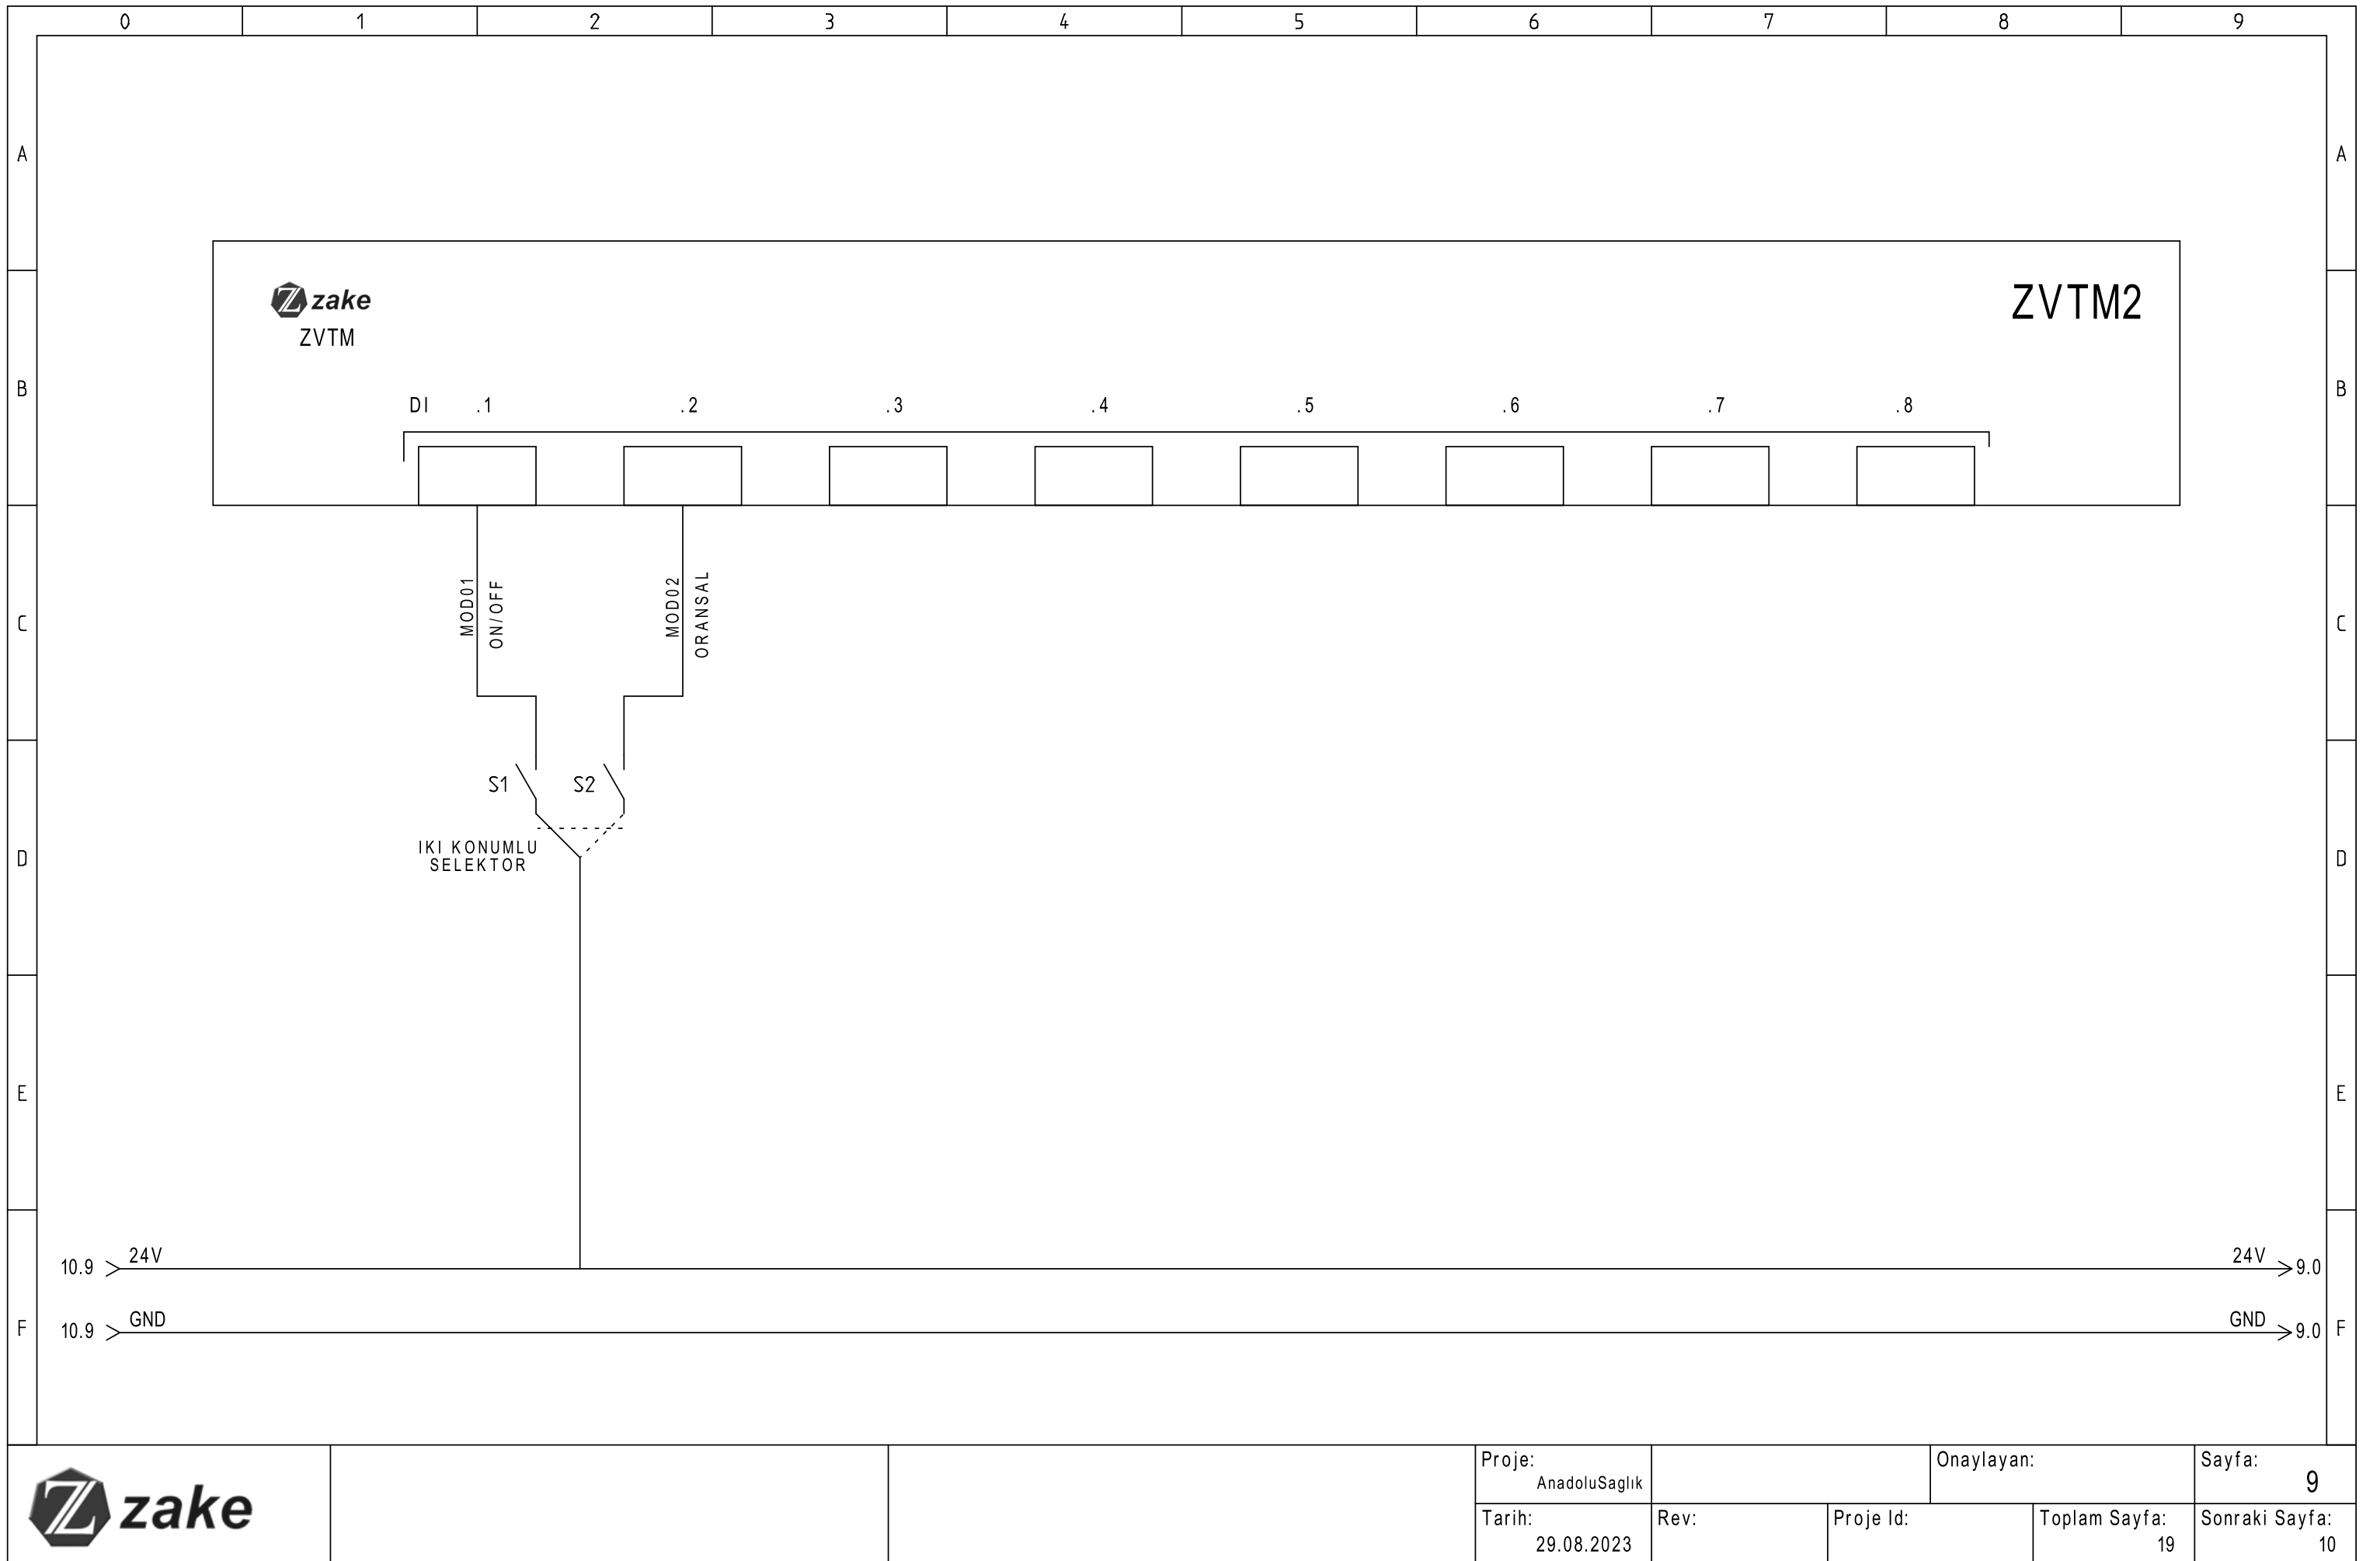 0 1 2 3 4 5 6 7 8 9
A A
zake ZVTM2
ZVTM
B B
DI .1 .2 .3 .4 .5 .6 .7 .8
MOD01
ON/OFF
MOD02
ORANSAL
C C
S1 S2
IKI KONUMLU
SELEKTOR
D D
E E
10.9 24V 24V 9.0
F 10.9 GND GND 9.0 F
zake
Proje:
AnadoluSaglık
Onaylayan:
Sayfa:
9
Tarih:
29.08.2023
Rev:
Proje Id:
Toplam Sayfa:
19
Sonraki Sayfa:
10